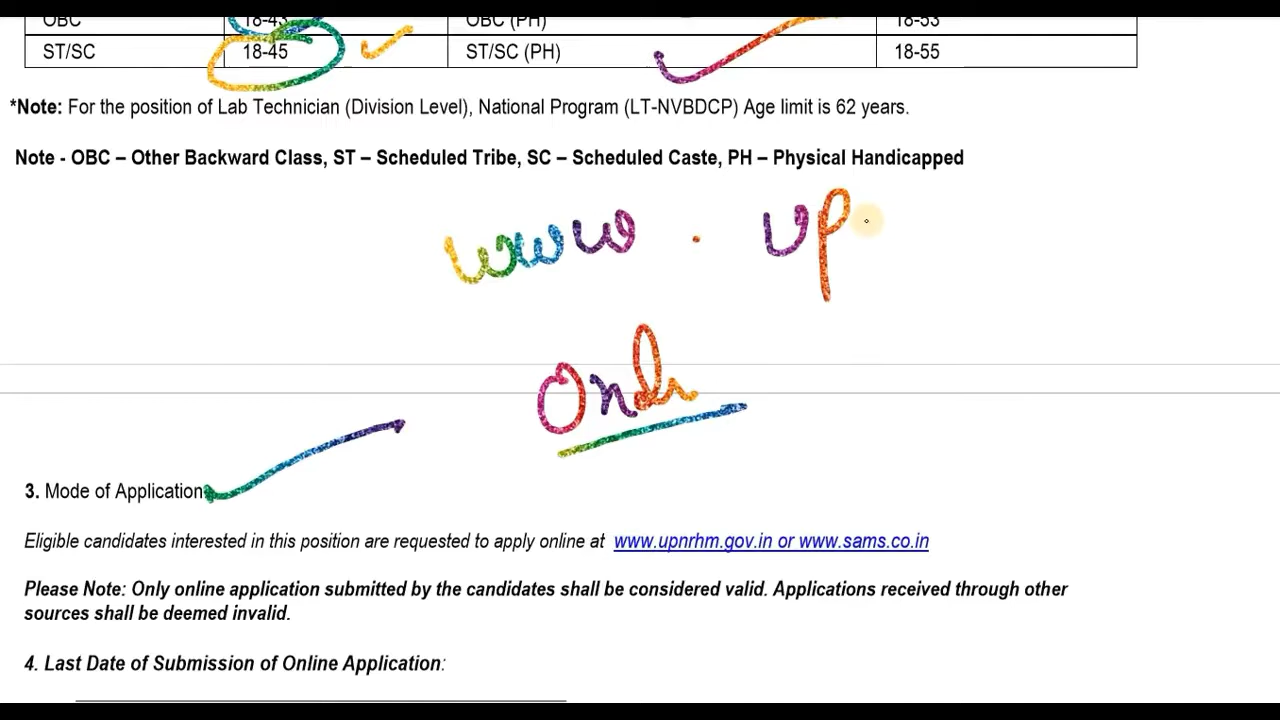 OBC 18-43 OBC (PH) 18-53
ST/SC 18-45 ST/SC (PH) 18-55
*Note: For the position of Lab Technician (Division Level), National Program (LT-NVBDCP) Age limit is 62 years.
Note - OBC – Other Backward Class, ST – Scheduled Tribe, SC – Scheduled Caste, PH – Physical Handicapped
www . up
3. Mode of Application
Eligible candidates interested in this position are requested to apply online at www.upnrhm.gov.in or www.sams.co.in
Please Note: Only online application submitted by the candidates shall be considered valid. Applications received through other
sources shall be deemed invalid.
4. Last Date of Submission of Online Application: